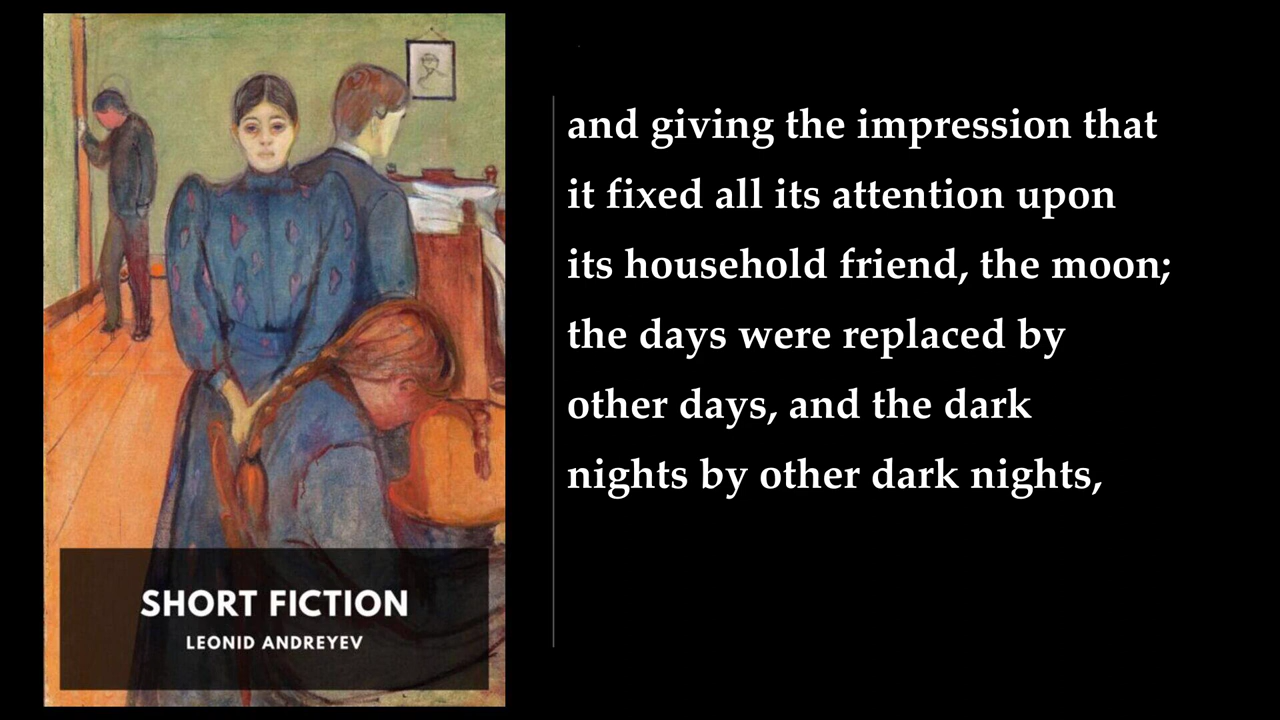 and giving the impression that
it fixed all its attention upon
its household friend, the moon;
the days were replaced by
other days, and the dark
nights by other dark nights,
SHORT FICTION
LEONID ANDREYEV